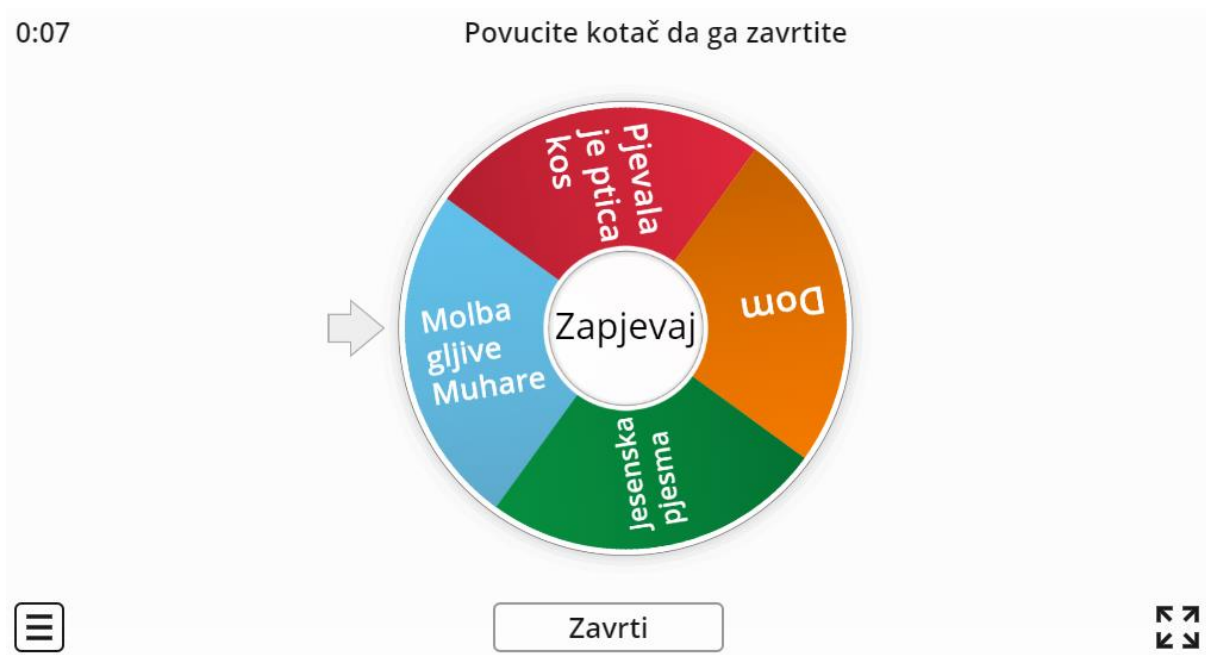 0:07
Povucite kotač da ga zavrtite
Pjevala
je ptica
kos
Dom
Molba
gljive
Muhare
Zapjevaj
Jesenska
pjesma
Zavrti